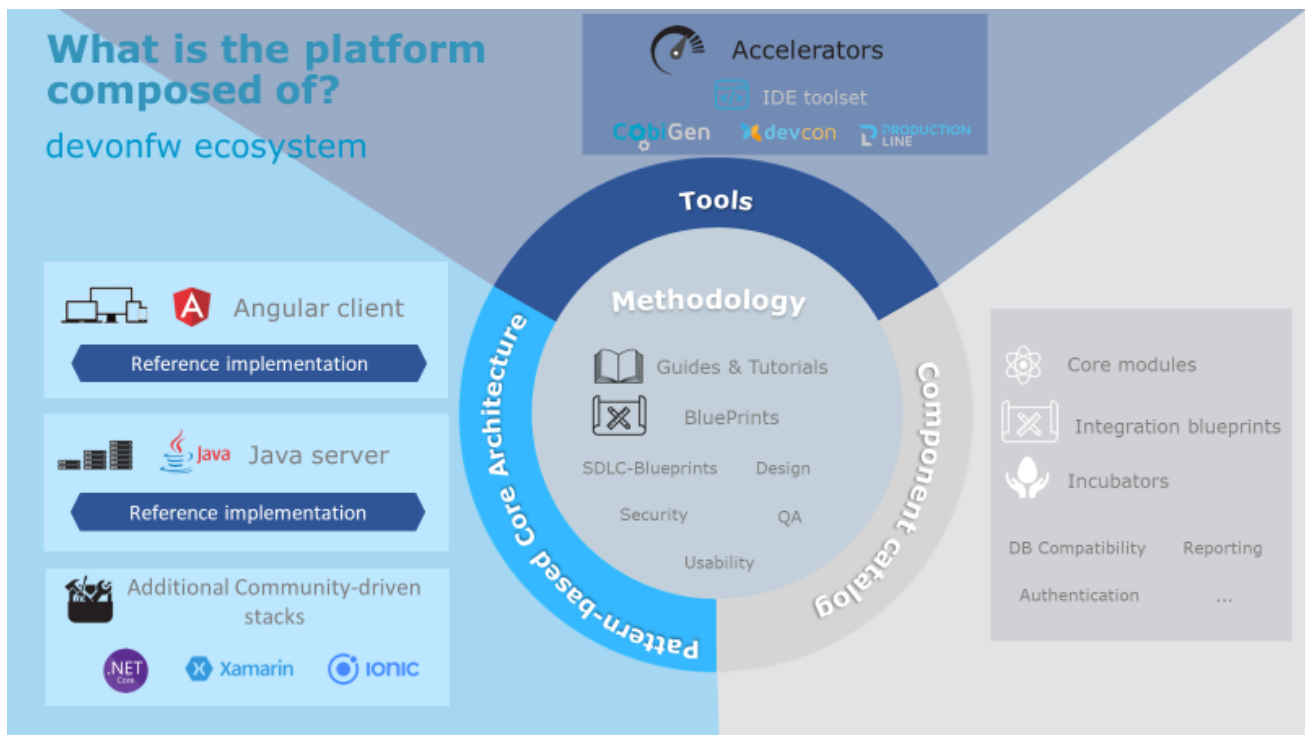 What is the platform
composed of?
devonfw ecosystem
Accelerators
IDE toolset
CobiGen
devcon
PRODUCTION
LINE
Tools
Methodology
Guides & Tutorials
BluePrints
SDLC-Blueprints
Design
Security
QA
Usability
Pattern-based Core Architecture
Component catalog
Angular client
Reference implementation
Java
Java server
Reference implementation
Additional Community-driven
stacks
.NET
Core
Xamarin
IONIC
Core modules
Integration blueprints
Incubators
DB Compatibility
Reporting
Authentication
...